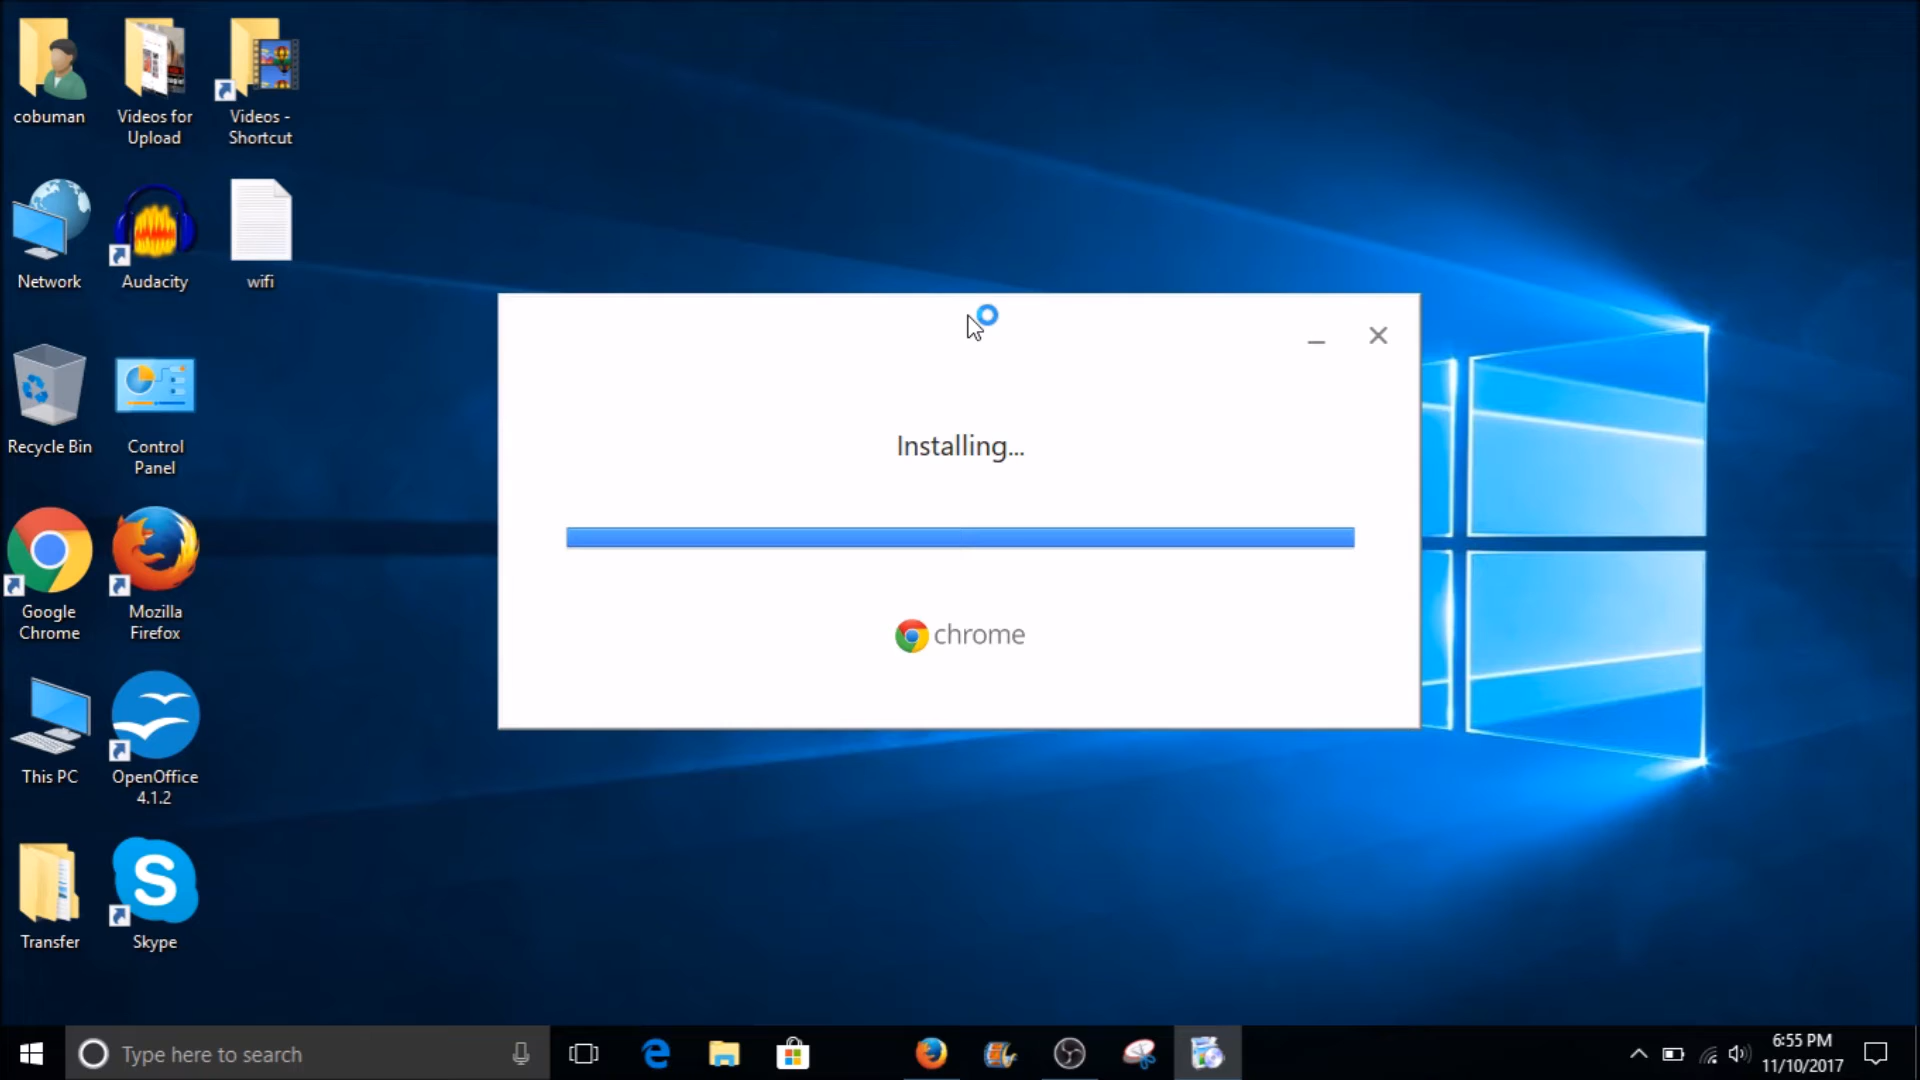 cobuman
Videos for
Upload
Videos -
Shortcut
Network
Audacity
wifi
Recycle Bin
Control
Panel
Google
Chrome
Mozilla
Firefox
This PC
OpenOffice
4.1.2
Transfer
S
Skype
Installing...
chrome
Type here to search
6:55 PM
11/10/2017